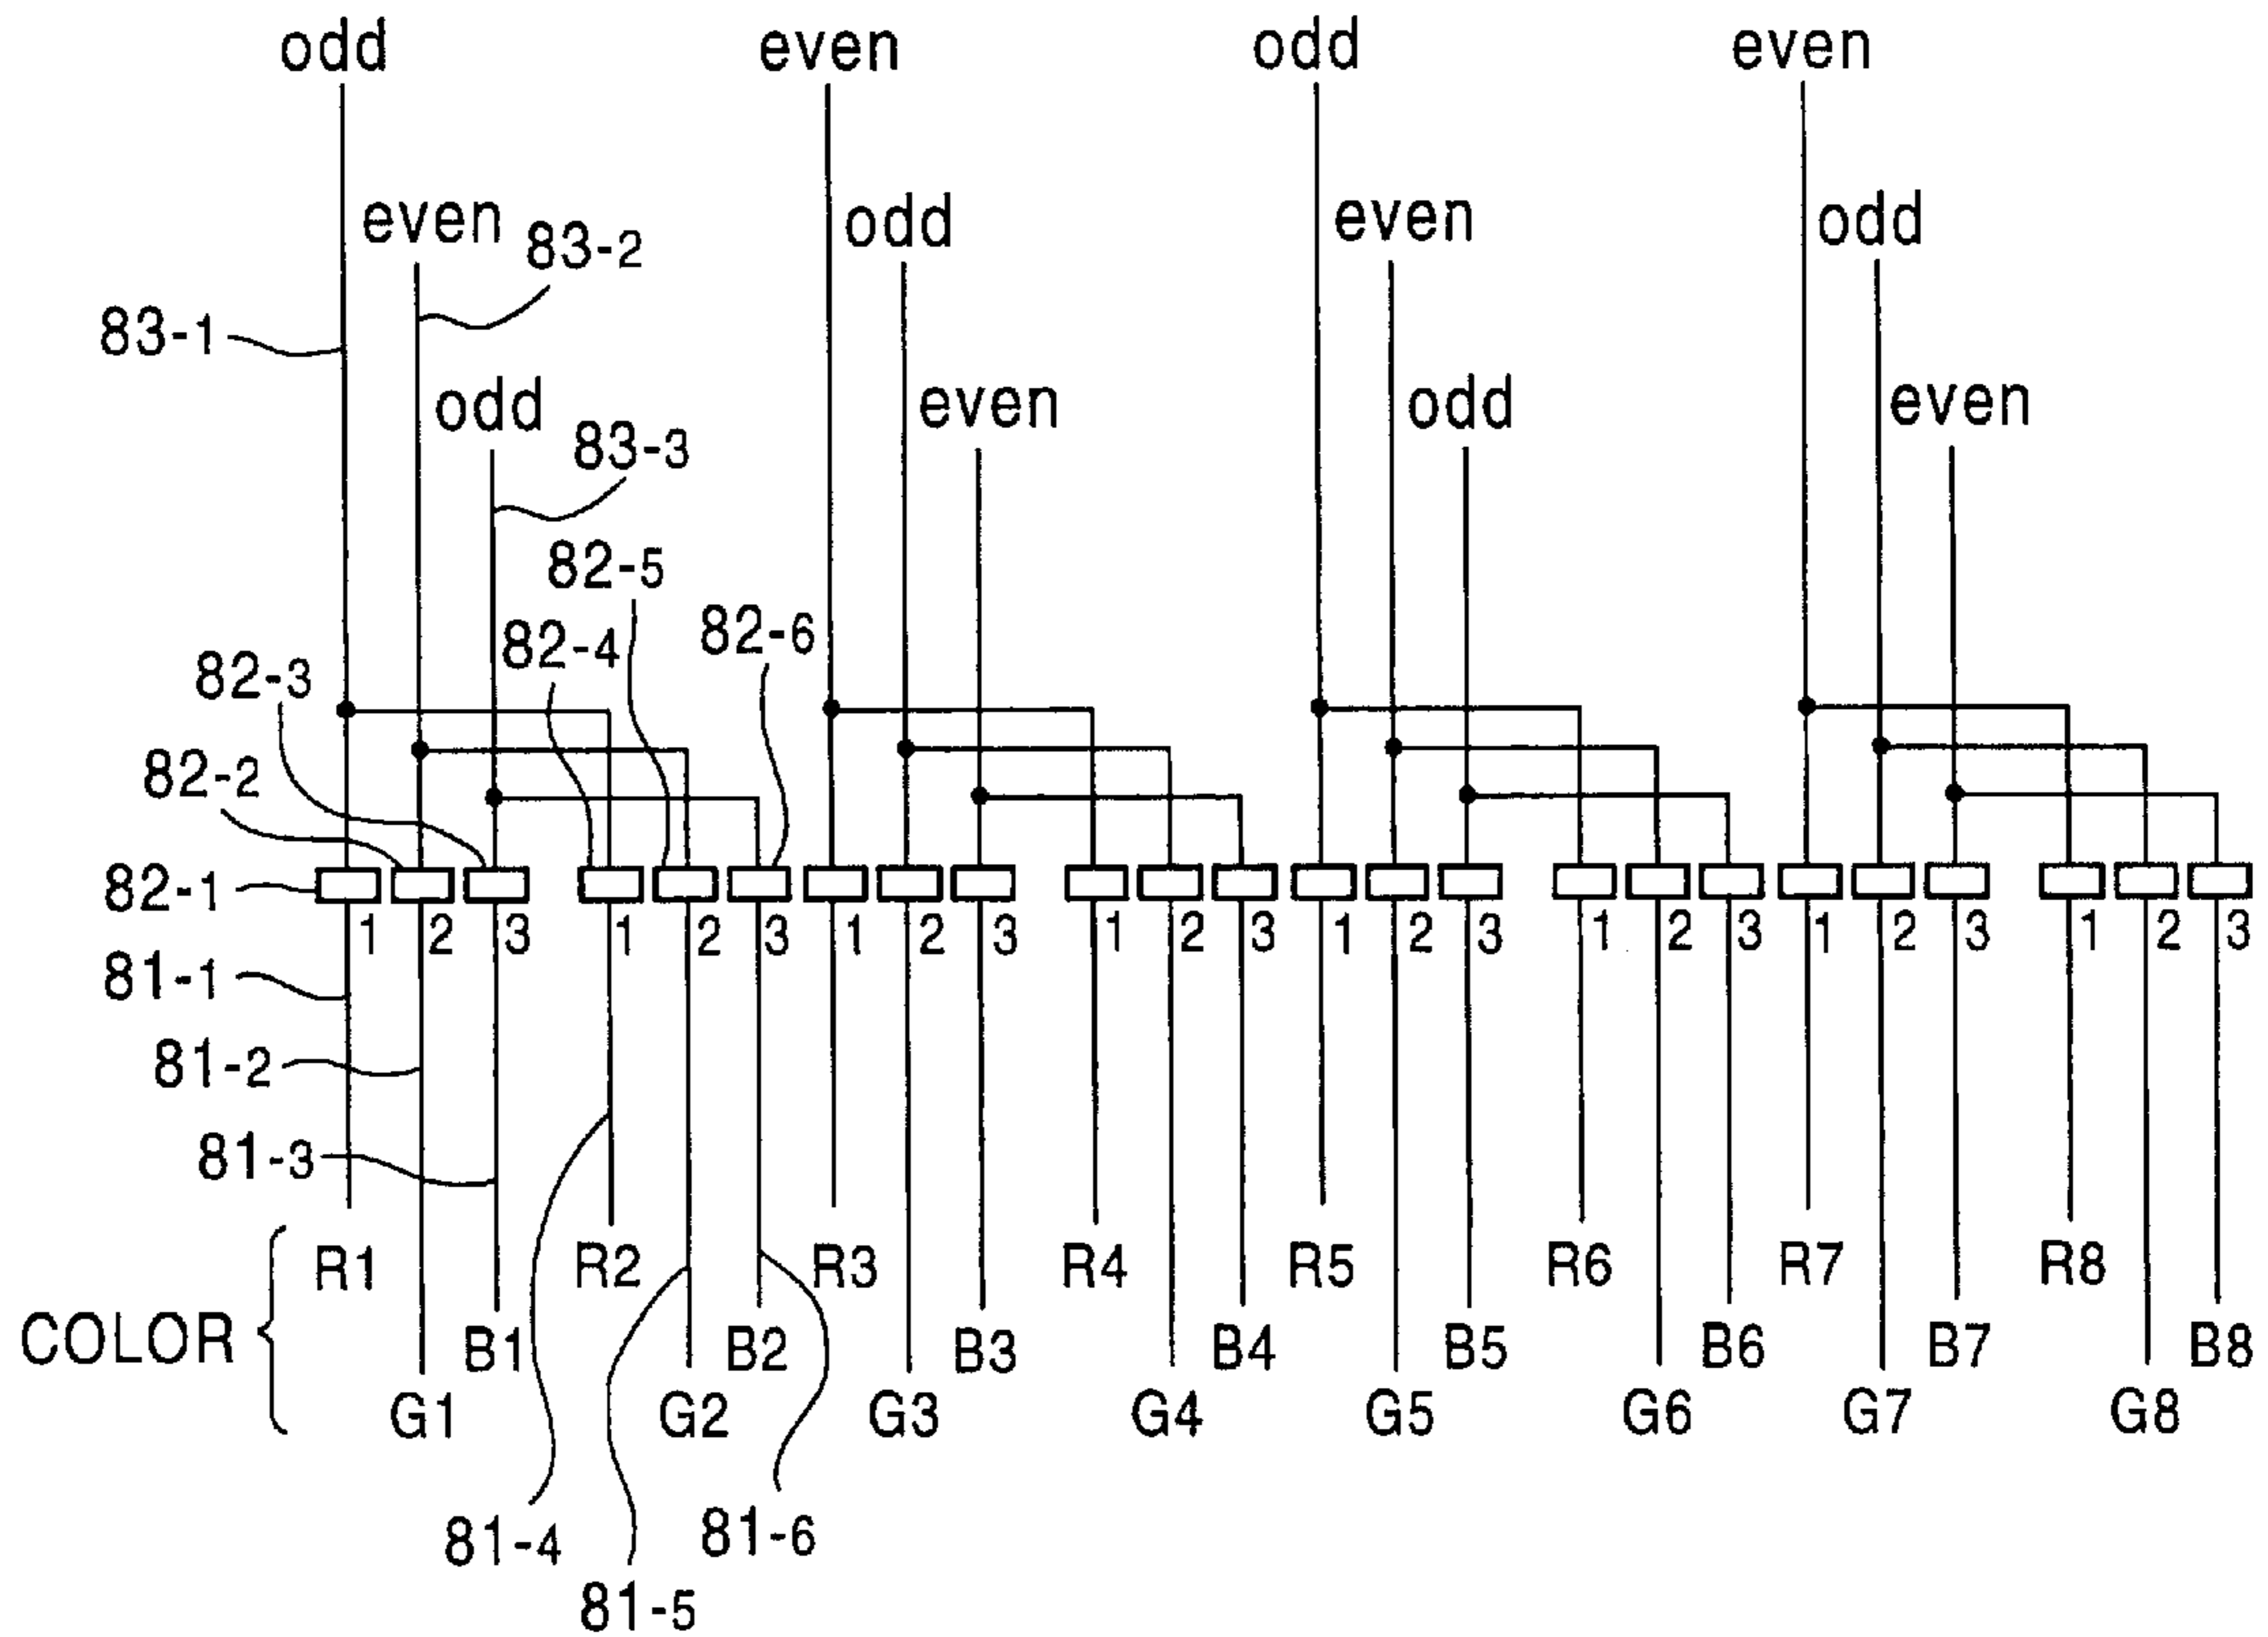 odd even odd even
even odd even odd
83-2
83-1
odd even odd even
83-3
82-5
82-4 82-6
82-3
82-2
82-1
1 2 3 1 2 3 1 2 3 1 2 3 1 2 3 1 2 3 1 2 3 1 2 3
81-1
81-2
81-3
R1 R2 R3 R4 R5 R6 R7 R8
COLOR
B1 B2 B3 B4 B5 B6 B7 B8
G1 G2 G3 G4 G5 G6 G7 G8
81-4 81-6
81-5